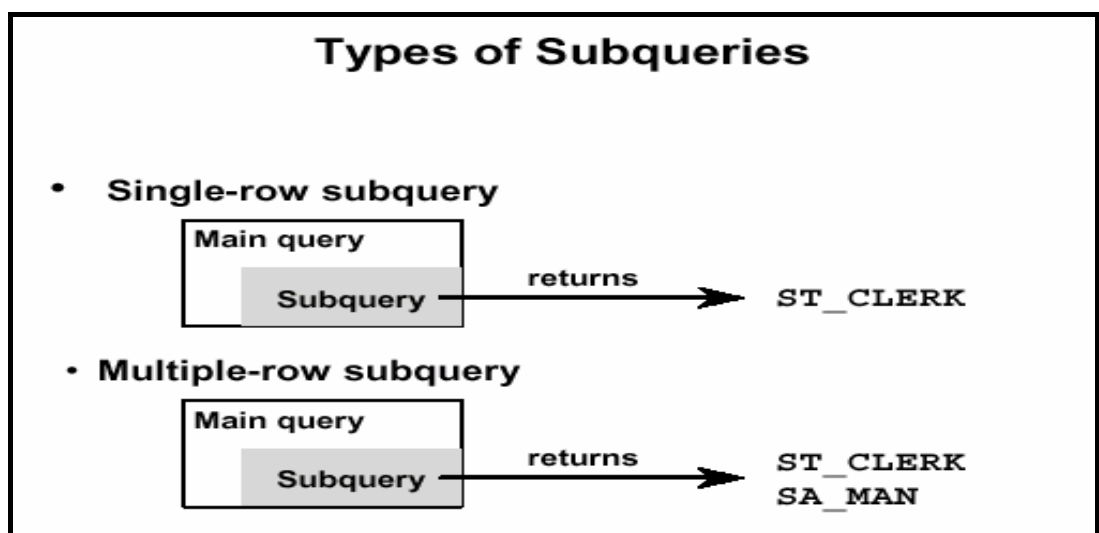 Types of Subqueries
• Single-row subquery
Main query
Subquery
returns
ST_CLERK
• Multiple-row subquery
Main query
Subquery
returns
ST_CLERK
SA_MAN